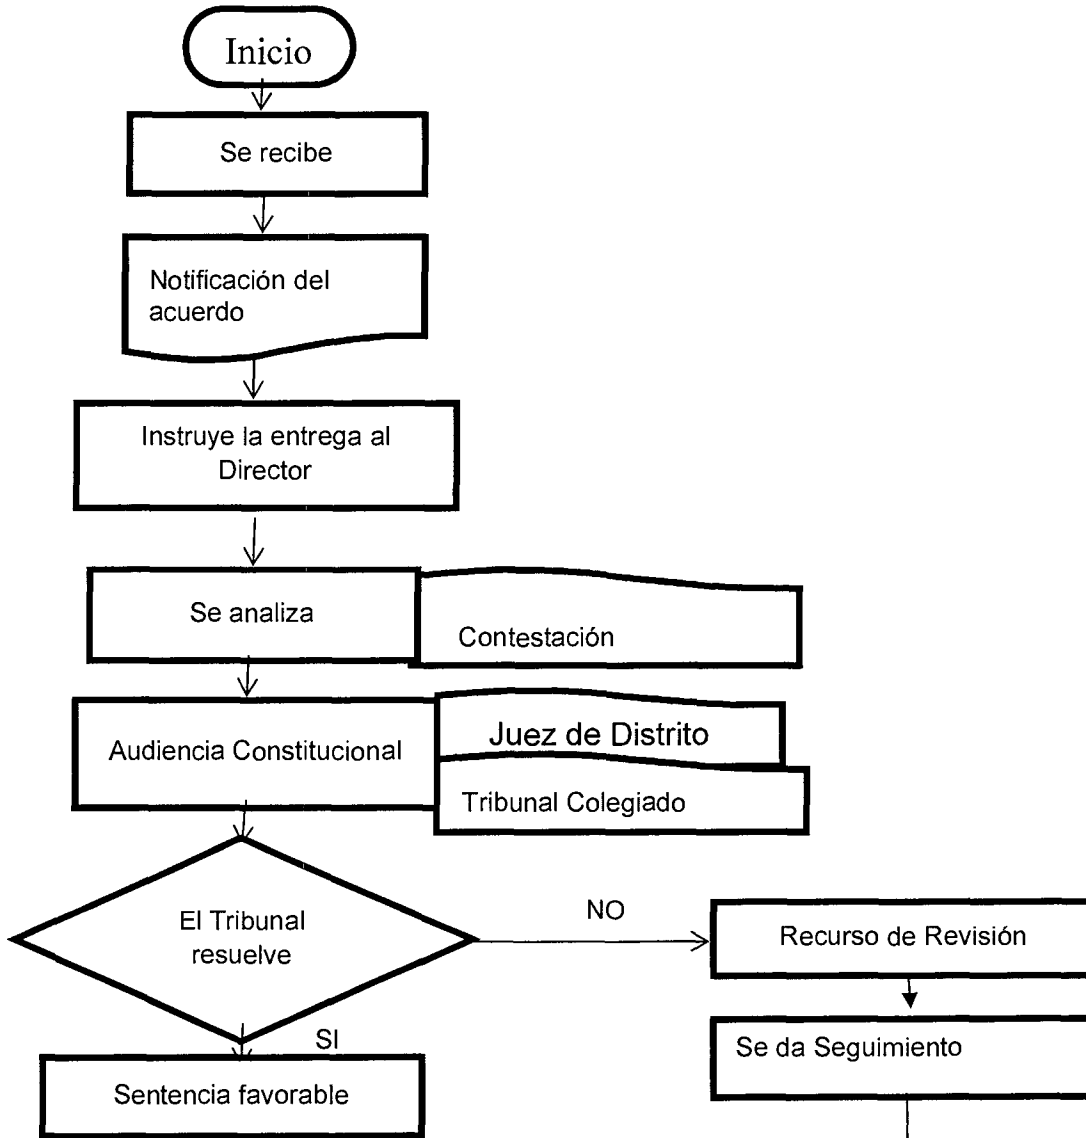 Inicio
Se recibe
Notificación del
acuerdo
Instruye la entrega al
Director
Se analiza
Contestación
Audiencia Constitucional
Juez de Distrito
Tribunal Colegiado
El Tribunal
resuelve
NO
Recurso de Revisión
Se da Seguimiento
SI
Sentencia favorable